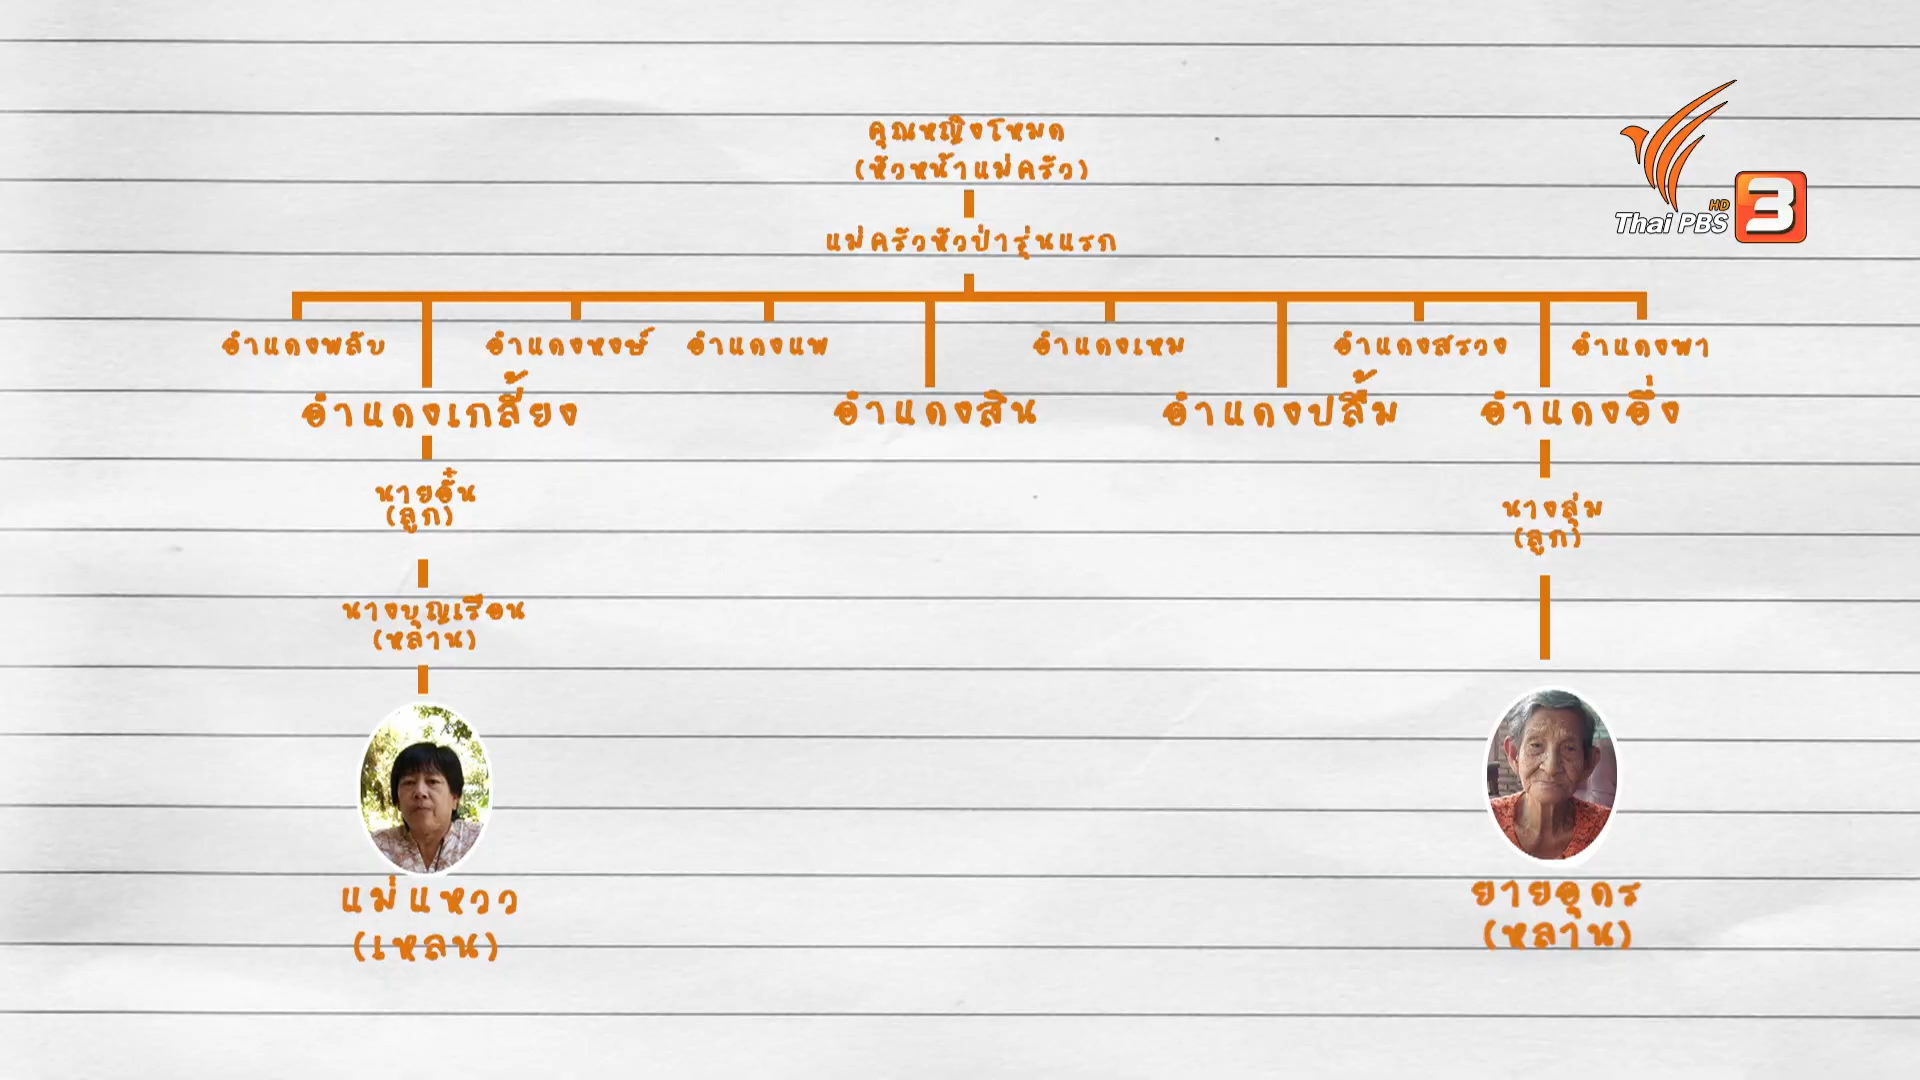 คุณหญิงโหมด
(หัวหน้าแม่ครัว)
HD
Thai PBS 3
แม่ครัวหัวป่ารุ่นแรก
อำแดงพลับ อำแดงหงษ์ อำแดงแพ อำแดงเหม อำแดงสรวง อำแดงพา
อำแดงเกลี้ยง อำแดงสิน อำแดงปลื้ม อำแดงอึ่ง
นายอั๋น
(ลูก)
นางลุ่ม
(ลูก)
นางบุญเรือน
(หลาน)
แม่แหวว
(เหลน)
ยายอุดร
(หลาน)